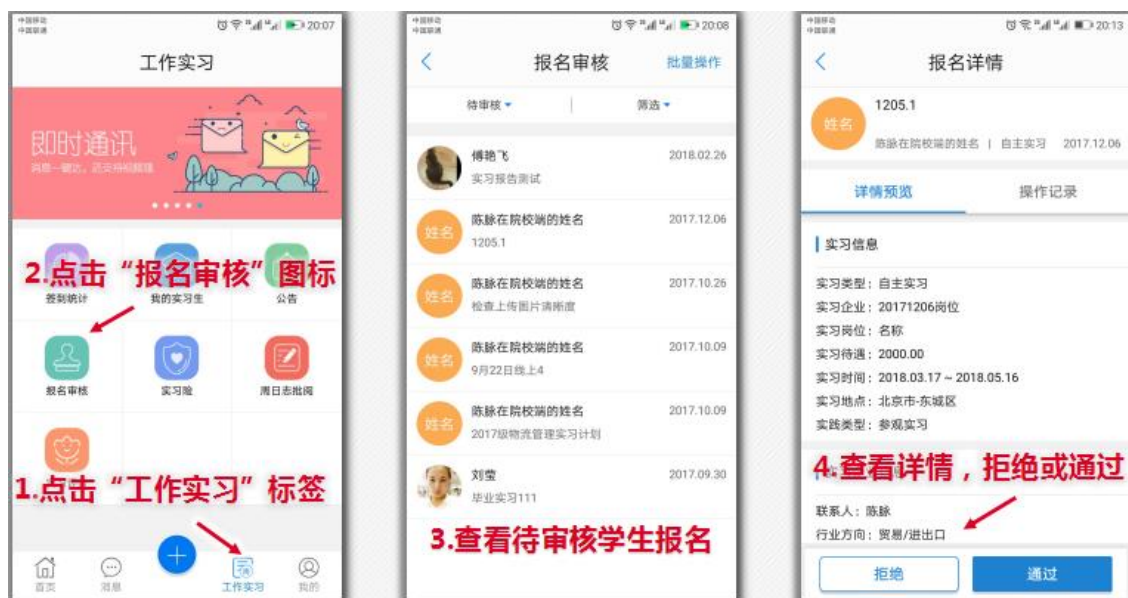 中国移动
中国联通
20:07
工作实习
即时通讯
签到统计
我的实习生
公告
2.点击“报名审核”图标
报名审核
实习险
周日志批阅
1.点击“工作实习”标签
首页
消息
工作实习
我的
中国移动
中国联通
20:08
报名审核
批量操作
待审核
筛选
傅艳飞
2018.02.26
实习报告测试
姓名
陈脉在院校端的姓名
2017.12.06
1205.1
姓名
陈脉在院校端的姓名
2017.10.26
检查上传图片清晰度
姓名
陈脉在院校端的姓名
2017.10.09
9月22日线上4
姓名
陈脉在院校端的姓名
2017.10.09
2017级物流管理实习计划
刘莹
2017.09.30
毕业实习111
3.查看待审核学生报名
中国移动
中国联通
20:13
报名详情
姓名
1205.1
陈脉在院校端的姓名 | 自主实习 2017.12.06
详情预览
操作记录
实习信息
实习类型：自主实习
实习企业：20171206岗位
实习岗位：名称
实习待遇：2000.00
实习时间：2018.03.17 ~ 2018.05.16
实习地点：北京市-东城区
实践类型：参观实习
4.查看详情，拒绝或通过
联系人：陈脉
行业方向：贸易/进出口
拒绝
通过